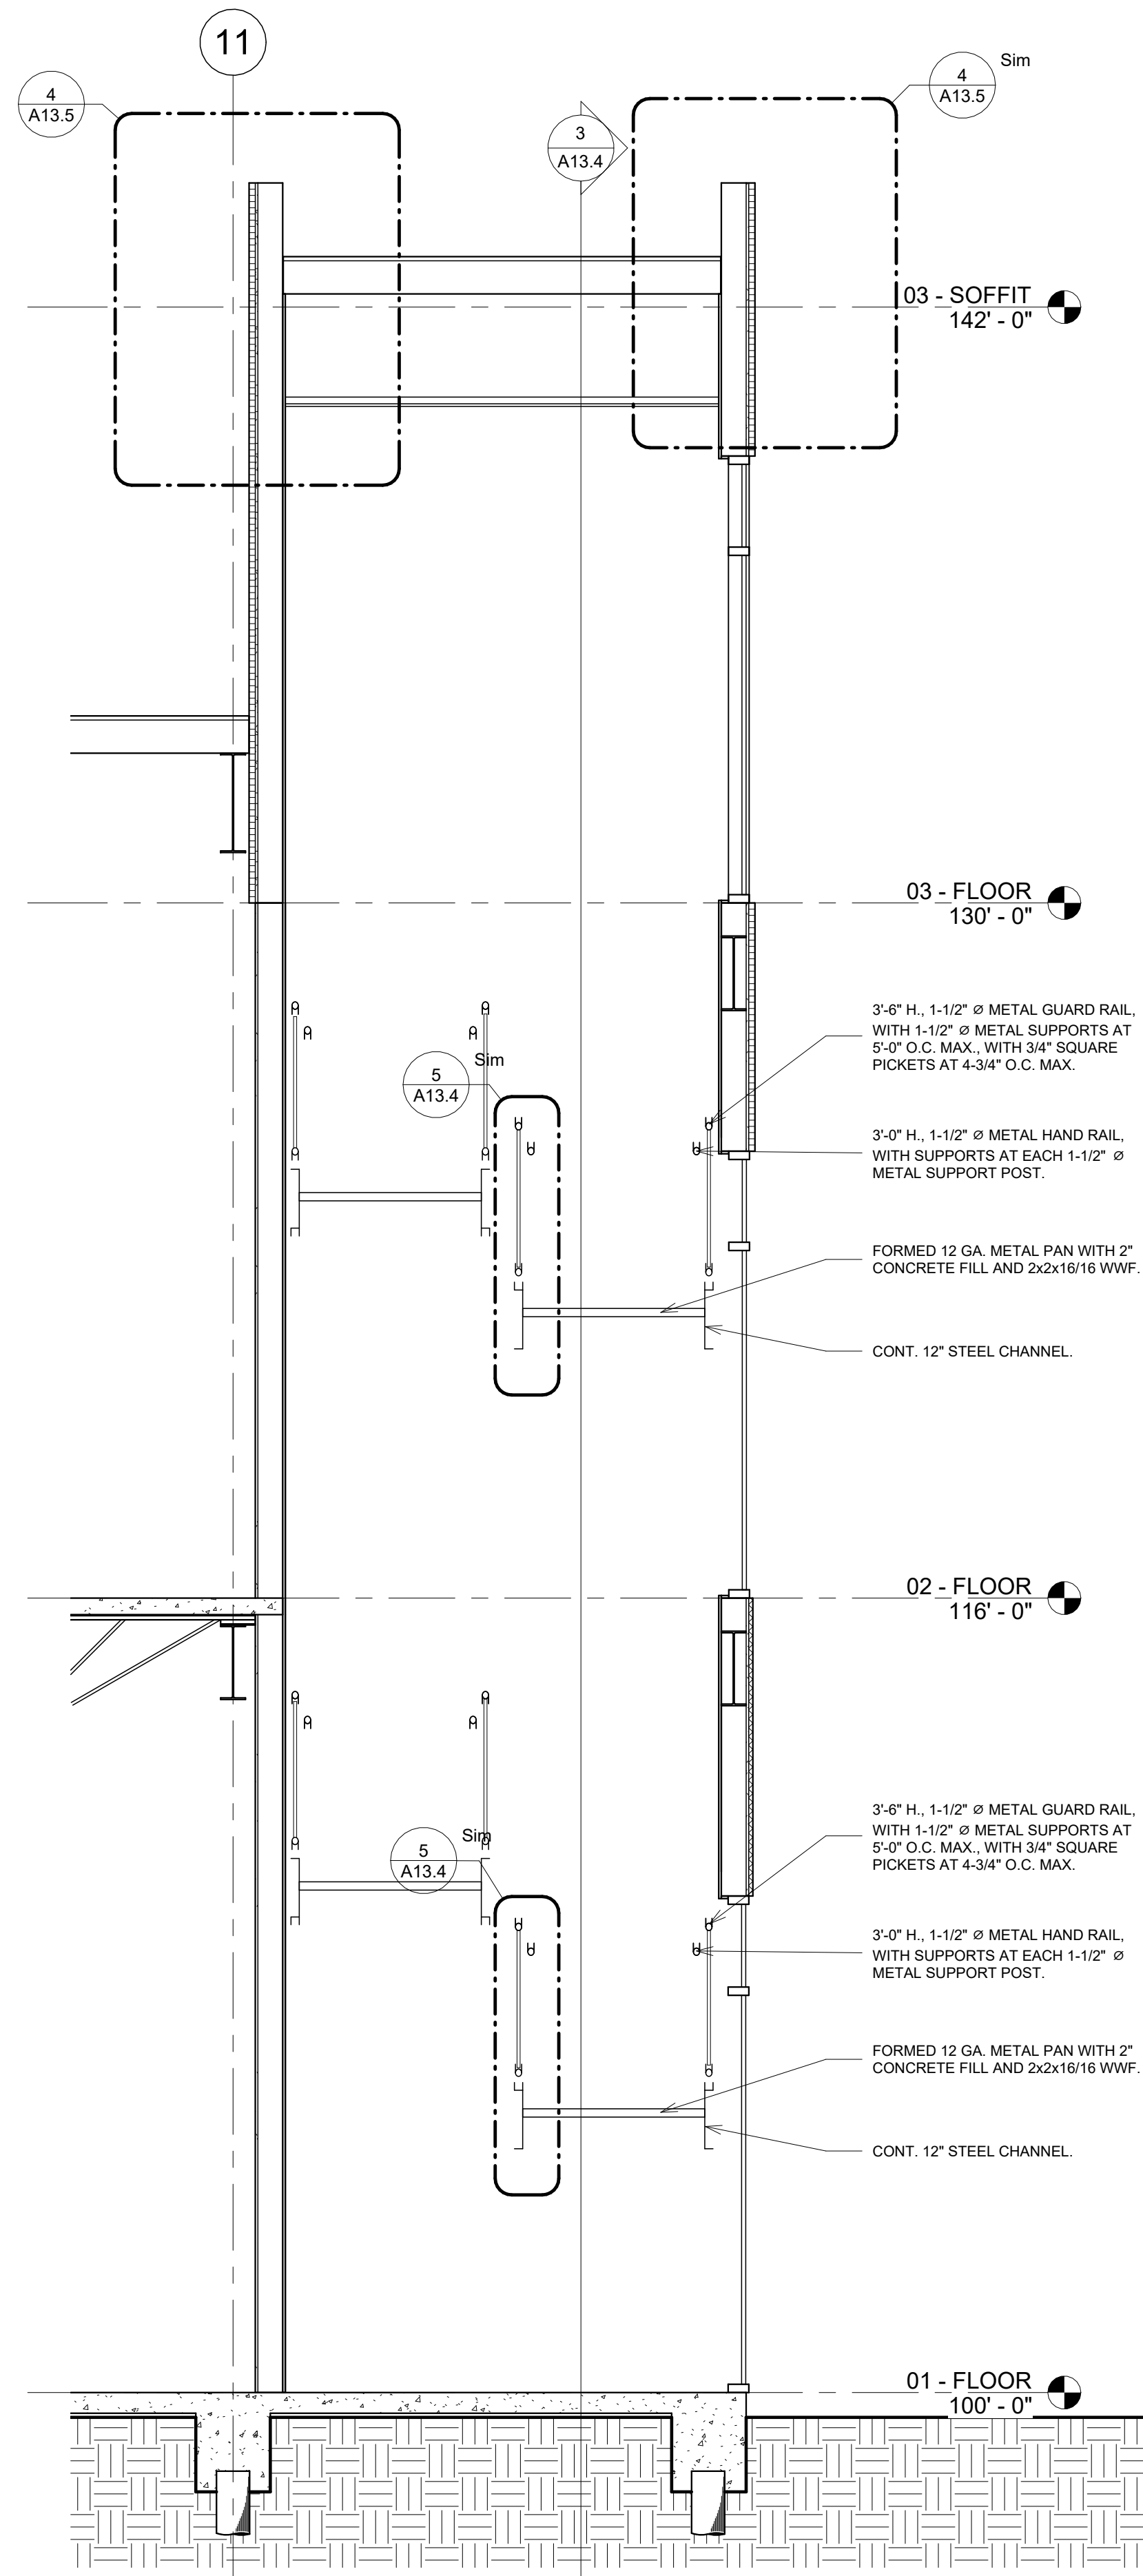 11
4
A13.5
Sim
4
A13.5
3
A13.4
03 - SOFFIT
142' - 0"
03 - FLOOR
130' - 0"
3'-6" H., 1-1/2" Ø METAL GUARD RAIL,
WITH 1-1/2" Ø METAL SUPPORTS AT
5'-0" O.C. MAX., WITH 3/4" SQUARE
PICKETS AT 4-3/4" O.C. MAX.
Sim
5
A13.4
3'-0" H., 1-1/2" Ø METAL HAND RAIL,
WITH SUPPORTS AT EACH 1-1/2" Ø
METAL SUPPORT POST.
FORMED 12 GA. METAL PAN WITH 2"
CONCRETE FILL AND 2x2x16/16 WWF.
CONT. 12" STEEL CHANNEL.
02 - FLOOR
116' - 0"
3'-6" H., 1-1/2" Ø METAL GUARD RAIL,
WITH 1-1/2" Ø METAL SUPPORTS AT
5'-0" O.C. MAX., WITH 3/4" SQUARE
PICKETS AT 4-3/4" O.C. MAX.
Sim
5
A13.4
3'-0" H., 1-1/2" Ø METAL HAND RAIL,
WITH SUPPORTS AT EACH 1-1/2" Ø
METAL SUPPORT POST.
FORMED 12 GA. METAL PAN WITH 2"
CONCRETE FILL AND 2x2x16/16 WWF.
CONT. 12" STEEL CHANNEL.
01 - FLOOR
100' - 0"